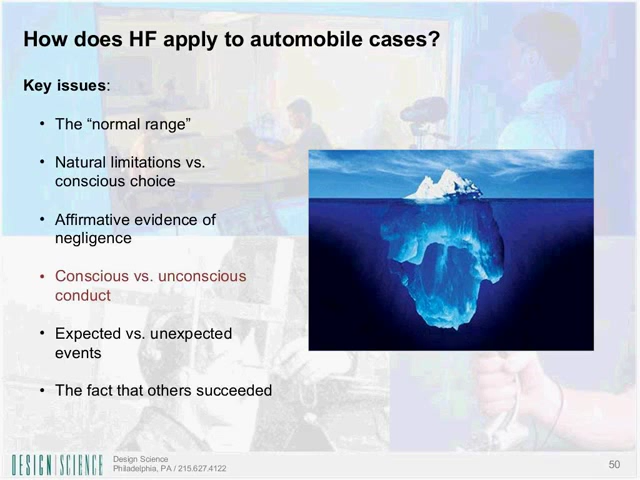 How does HF apply to automobile cases?
Key issues:
• The “normal range”
• Natural limitations vs.
conscious choice
• Affirmative evidence of
negligence
• Conscious vs. unconscious
conduct
• Expected vs. unexpected
events
• The fact that others succeeded
DESIGN|SCIENCE
Design Science
Philadelphia, PA / 215.627.4122
50